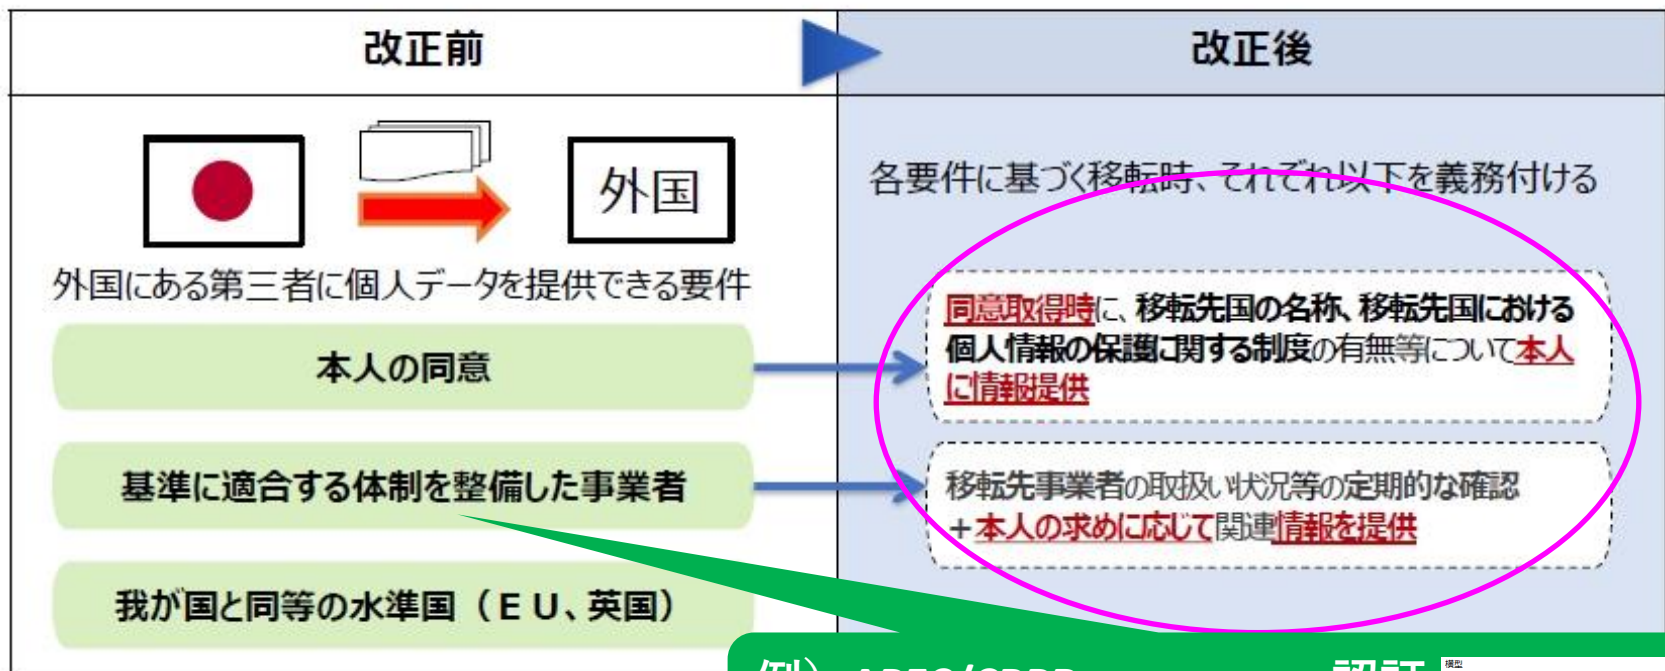 改正前
改正後
外国
外国にある第三者に個人データを提供できる要件
本人の同意
基準に適合する体制を整備した事業者
我が国と同等の水準国（ＥＵ、英国）
各要件に基づく移転時、それぞれ以下を義務付ける
同意取得時に、移転先国の名称、移転先国における
個人情報の保護に関する制度の有無等について本人
に情報提供
移転先事業者の取扱い状況等の定期的な確認
＋本人の求めに応じて関連情報を提供